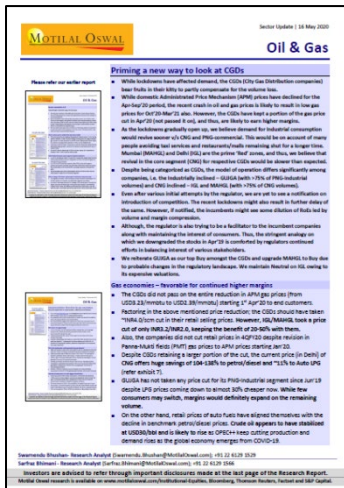 Sector Update | 16 May 2020
MOTILAL OSWAL
Oil & Gas
Please refer our earlier report
Priming a new way to look at CGDs
While lockdowns have affected demand, the CGDs (City Gas Distribution companies)
bear fruits in their kitty to partly compensate for the volume loss.
While domestic Administrated Price Mechanism (APM) prices have declined for the
Apr-Sep'20 period, the recent crash in oil and gas prices is likely to result in low gas
prices for Oct'20-Mar'21 also. However, the CGDs have kept a portion of the gas price
cut in Apr'20 (not passed it on), and thus, are likely to earn higher margins.
As the lockdowns gradually open up, we believe demand for industrial consumption
would revive sooner v/s CNG and PNG-commercial. This would be on account of many
people avoiding taxi services and restaurants/malls remaining shut for a longer time.
Mumbai (MAHGL) and Delhi (IGL) are the prime 'Red' zones, and thus, we believe that
revival in the core segment (CNG) for respective CGDs would be slower than expected.
Despite being categorized as CGDs, the model of operation differs significantly among
companies, i.e. the Industrially inclined – GUJGA (with >75% of PNG-industrial
volumes) and CNG inclined – IGL and MAHGL (with >75% of CNG volumes).
Even after various initial attempts by the regulator, we are yet to see a notification on
introduction of competition. The recent lockdowns might also result in further delay of
the same. However, if notified, the incumbents might see some dilution of RoEs led by
volume and margin compression.
Although, the regulator is also trying to be a facilitator to the incumbent companies
along with maintaining the interest of consumers. Thus, the stringent analogy on
which we downgraded the stocks in Apr'19 is comforted by regulators continued
efforts in balancing interest of various stakeholders.
We reiterate GUJGA as our top Buy amongst the CGDs and upgrade MAHGL to Buy due
to probable changes in the regulatory landscape. We maintain Neutral on IGL owing to
its expensive valuations.
Gas economies – favorable for continued higher margins
The CGDs did not pass on the entire reduction in APM gas prices (from
USD3.23/mmbtu to USD2.39/mmbtu) starting 1st Apr'20 to end customers.
Factoring in the above mentioned price reduction; the CGDs should have taken
~INR4.0/scm cut in their retail selling prices. However, IGL/MAHGL took a price
cut of only INR3.2/INR2.0, keeping the benefit of 20-50% with them.
Also, the companies did not cut retail prices in 4QFY20 despite revision in
Panna-Mukti fields (PMT) gas prices to APM prices starting Jan'20.
Despite CGDs retaining a larger portion of the cut, the current price (in Delhi) of
CNG offers huge savings of 104-138% to petrol/diesel and ~11% to Auto LPG
(refer exhibit 7).
GUJGA has not taken any price cut for its PNG-Industrial segment since Jun'19
despite LPG prices coming down to almost 30% cheaper now. While few
consumers may switch, margins would definitely expand on the remaining
volume.
On the other hand, retail prices of auto fuels have aligned themselves with the
decline in benchmark petrol/diesel prices. Crude oil appears to have stabilized
at USD30/bbl and is likely to rise as OPEC++ keep cutting production and
demand rises as the global economy emerges from COVID-19.
Swarnendu Bhushan- Research Analyst (Swarnendu.Bhushan@MotilalOswal.com); +91 22 6129 1529
Sarfraz Bhimani - Research Analyst (Sarfraz.Bhimani@MotilalOswal.com); +91 22 6129 1566
Investors are advised to refer through important disclosures made at the last page of the Research Report.
Motilal Oswal research is available on www.motilaloswal.com/Institutional-Equities, Bloomberg, Thomson Reuters, Factset and S&P Capital.